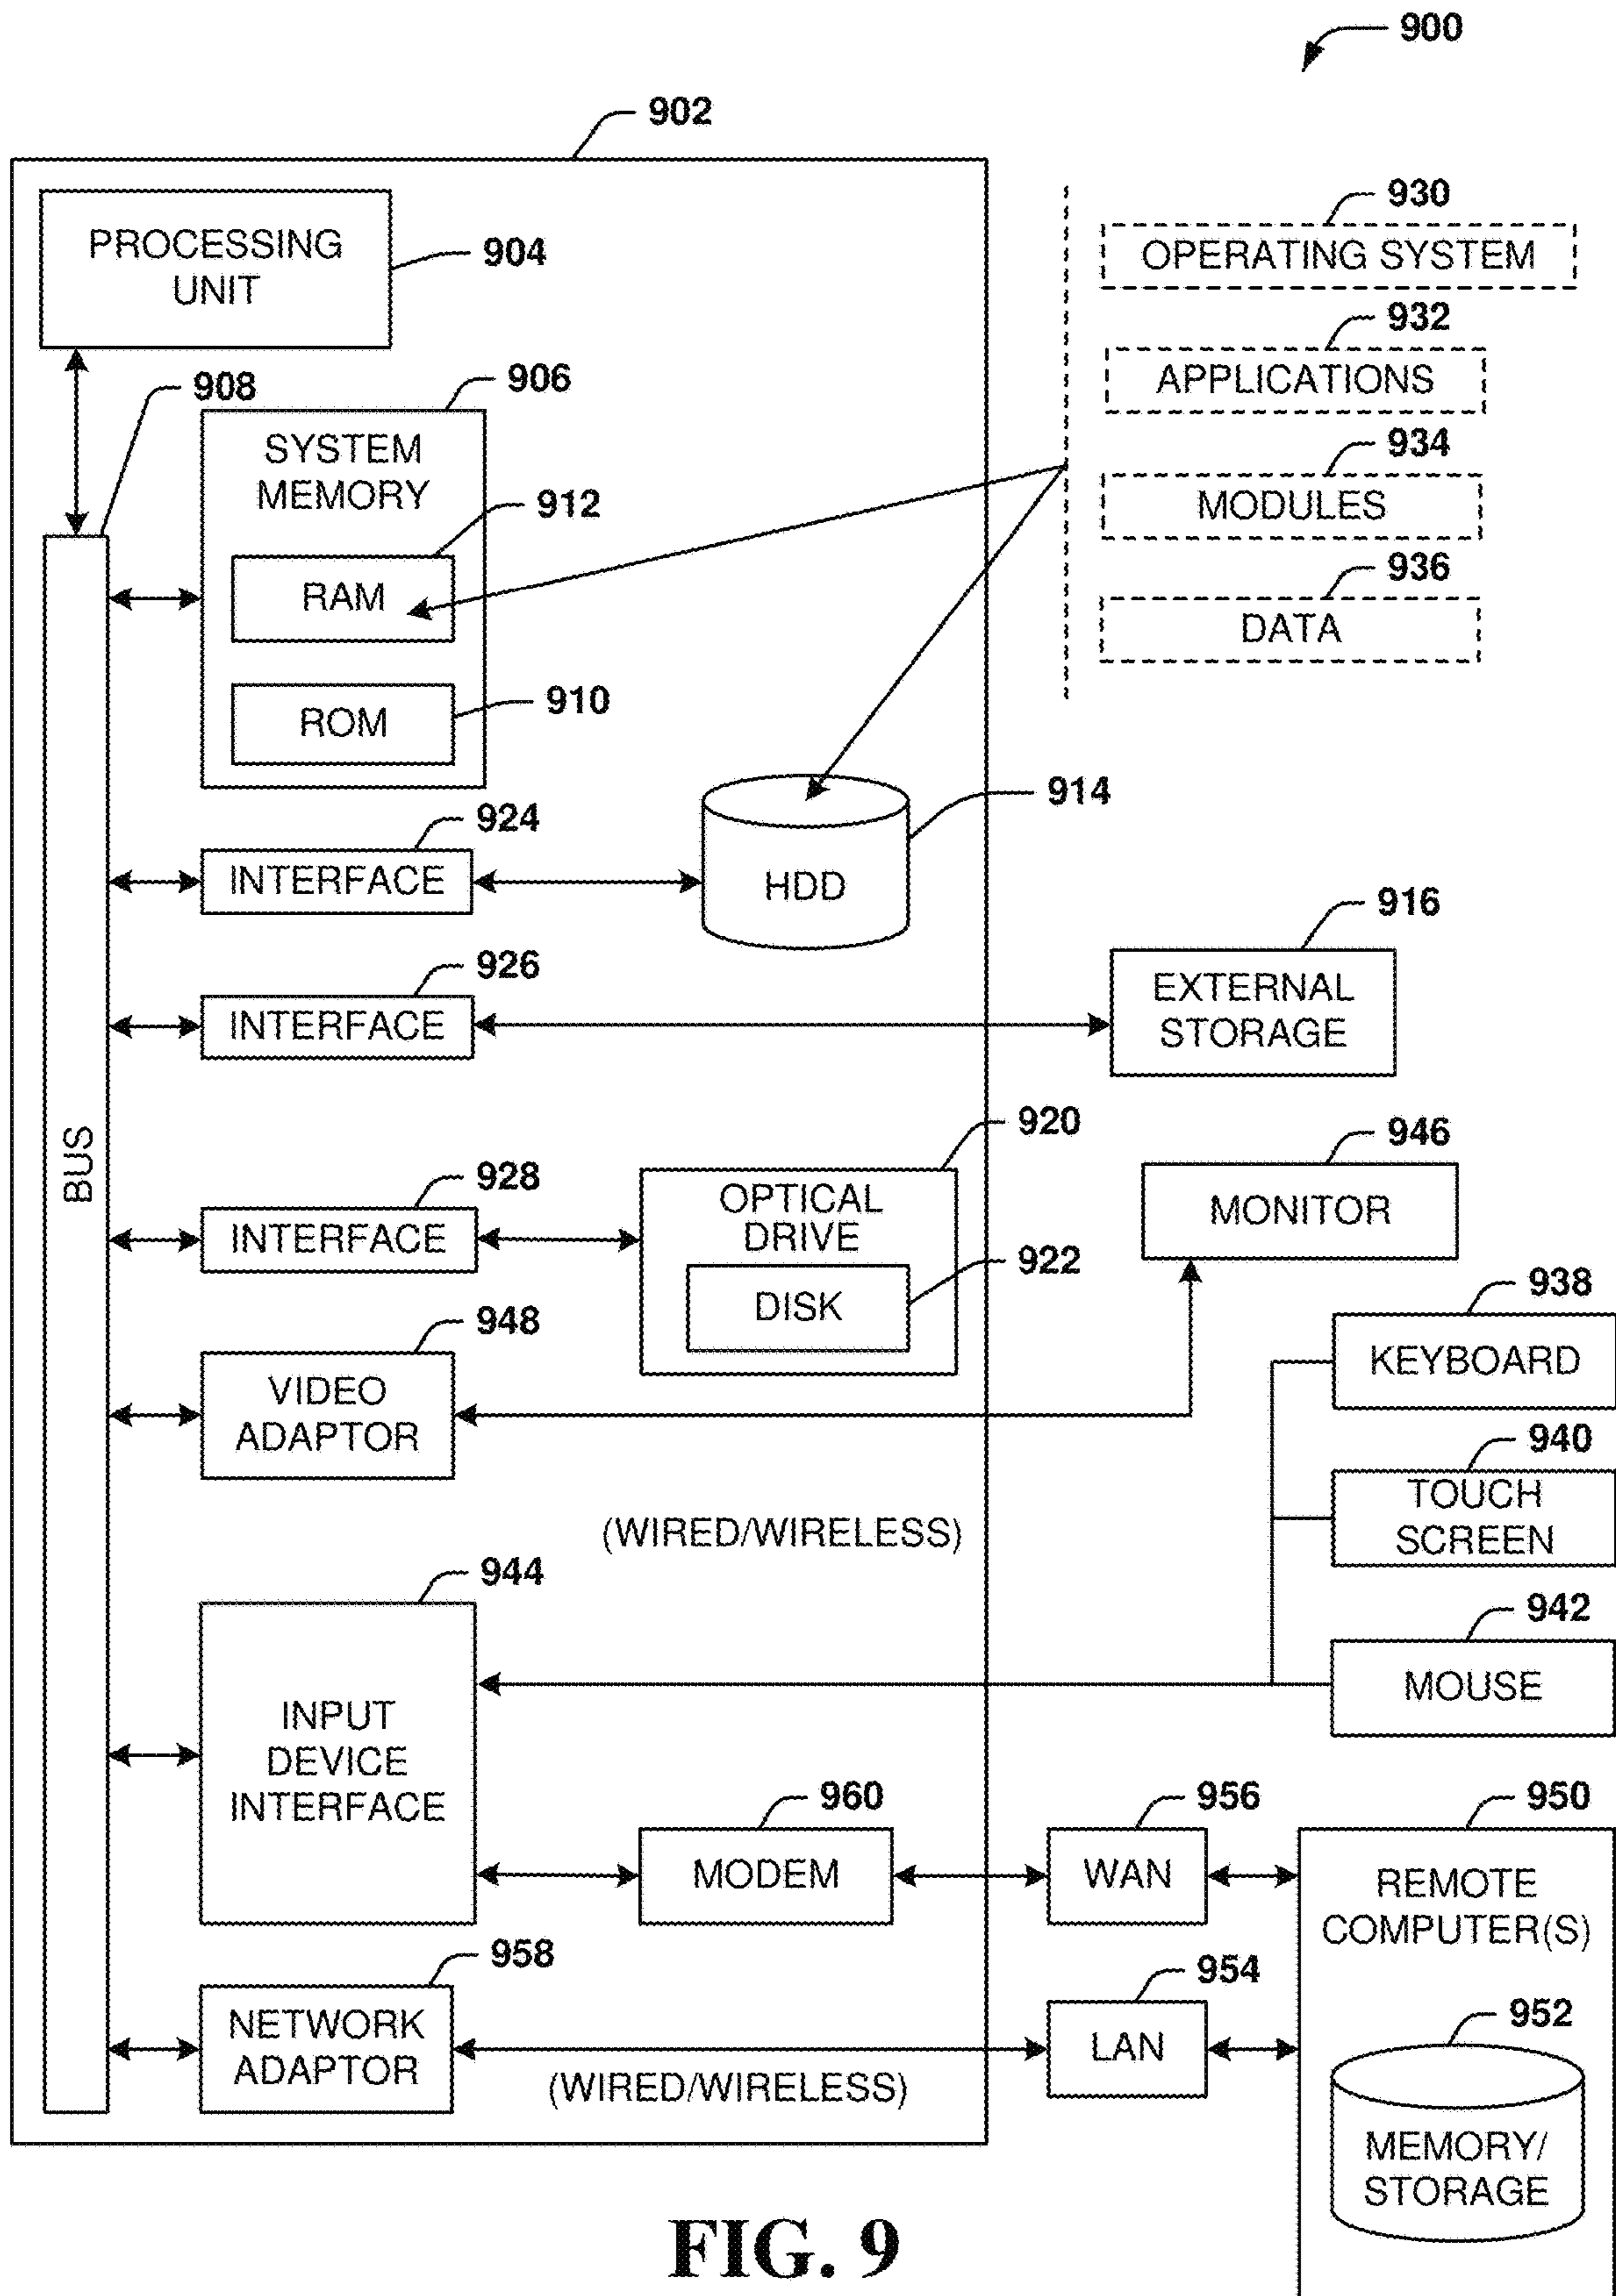 900
902
PROCESSING
UNIT
904
930
OPERATING SYSTEM
932
APPLICATIONS
934
MODULES
936
DATA
908
906
SYSTEM
MEMORY
912
RAM
910
ROM
914
HDD
924
INTERFACE
916
EXTERNAL
STORAGE
926
INTERFACE
BUS
920
OPTICAL
DRIVE
922
DISK
928
INTERFACE
946
MONITOR
948
VIDEO
ADAPTOR
938
KEYBOARD
940
TOUCH
SCREEN
(WIRED/WIRELESS)
942
MOUSE
944
INPUT
DEVICE
INTERFACE
960
MODEM
956
WAN
950
REMOTE
COMPUTER(S)
958
NETWORK
ADAPTOR
(WIRED/WIRELESS)
954
LAN
952
MEMORY/
STORAGE
FIG. 9